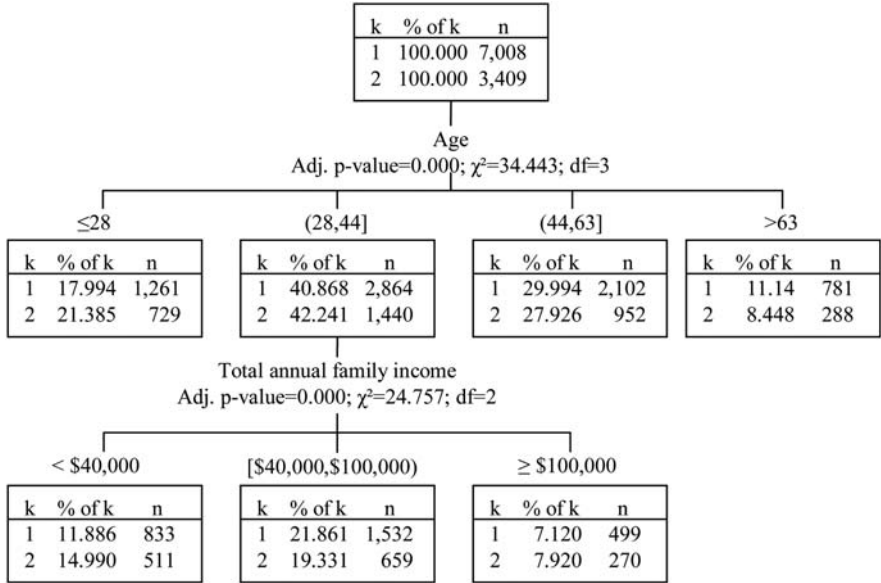 k % of k n
1 100.000 7,008
2 100.000 3,409
Age
Adj. p-value=0.000; χ²=34.443; df=3
≤28 (28,44] (44,63] >63
k % of k n k % of k n k % of k n k % of k n
1 17.994 1,261 1 40.868 2,864 1 29.994 2,102 1 11.14 781
2 21.385 729 2 42.241 1,440 2 27.926 952 2 8.448 288
Total annual family income
Adj. p-value=0.000; χ²=24.757; df=2
< $40,000 [$40,000,$100,000) ≥ $100,000
k % of k n k % of k n k % of k n
1 11.886 833 1 21.861 1,532 1 7.120 499
2 14.990 511 2 19.331 659 2 7.920 270